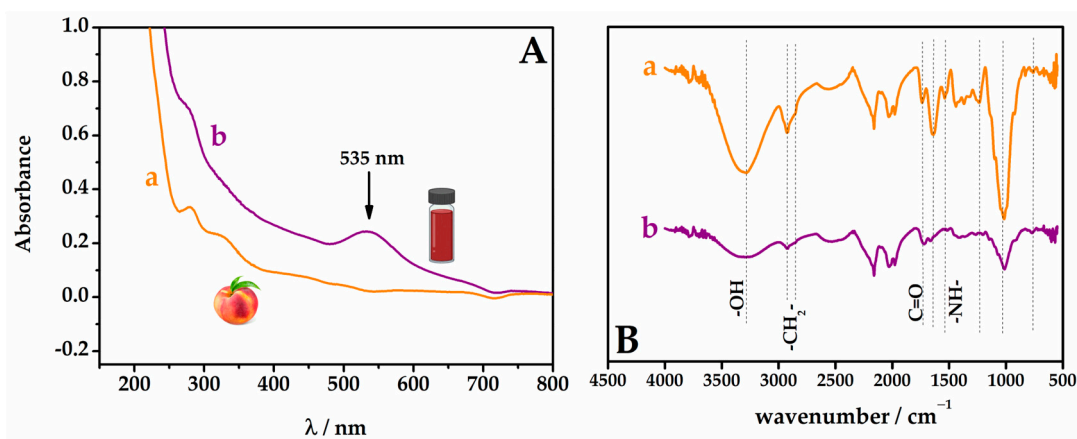 A
1.0
0.8
0.6
0.4
0.2
0.0
-0.2
Absorbance
a
b
535 nm
200
300
400
500
600
700
800
λ / nm
B
a
b
-OH
-CH2 -
C=O
-NH-
4500
4000
3500
3000
2500
2000
1500
1000
500
wavenumber / cm⁻¹